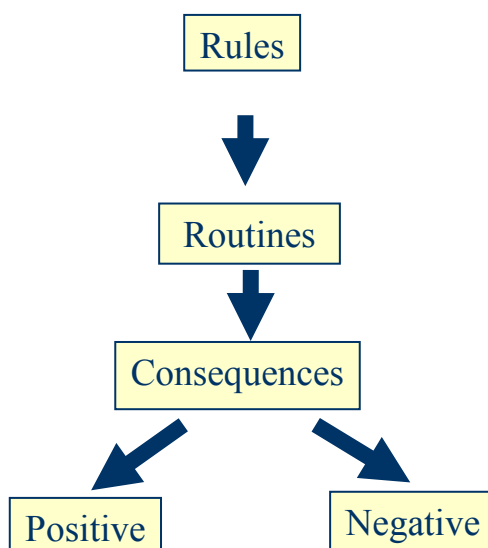 Rules
Routines
Consequences
Positive
Negative